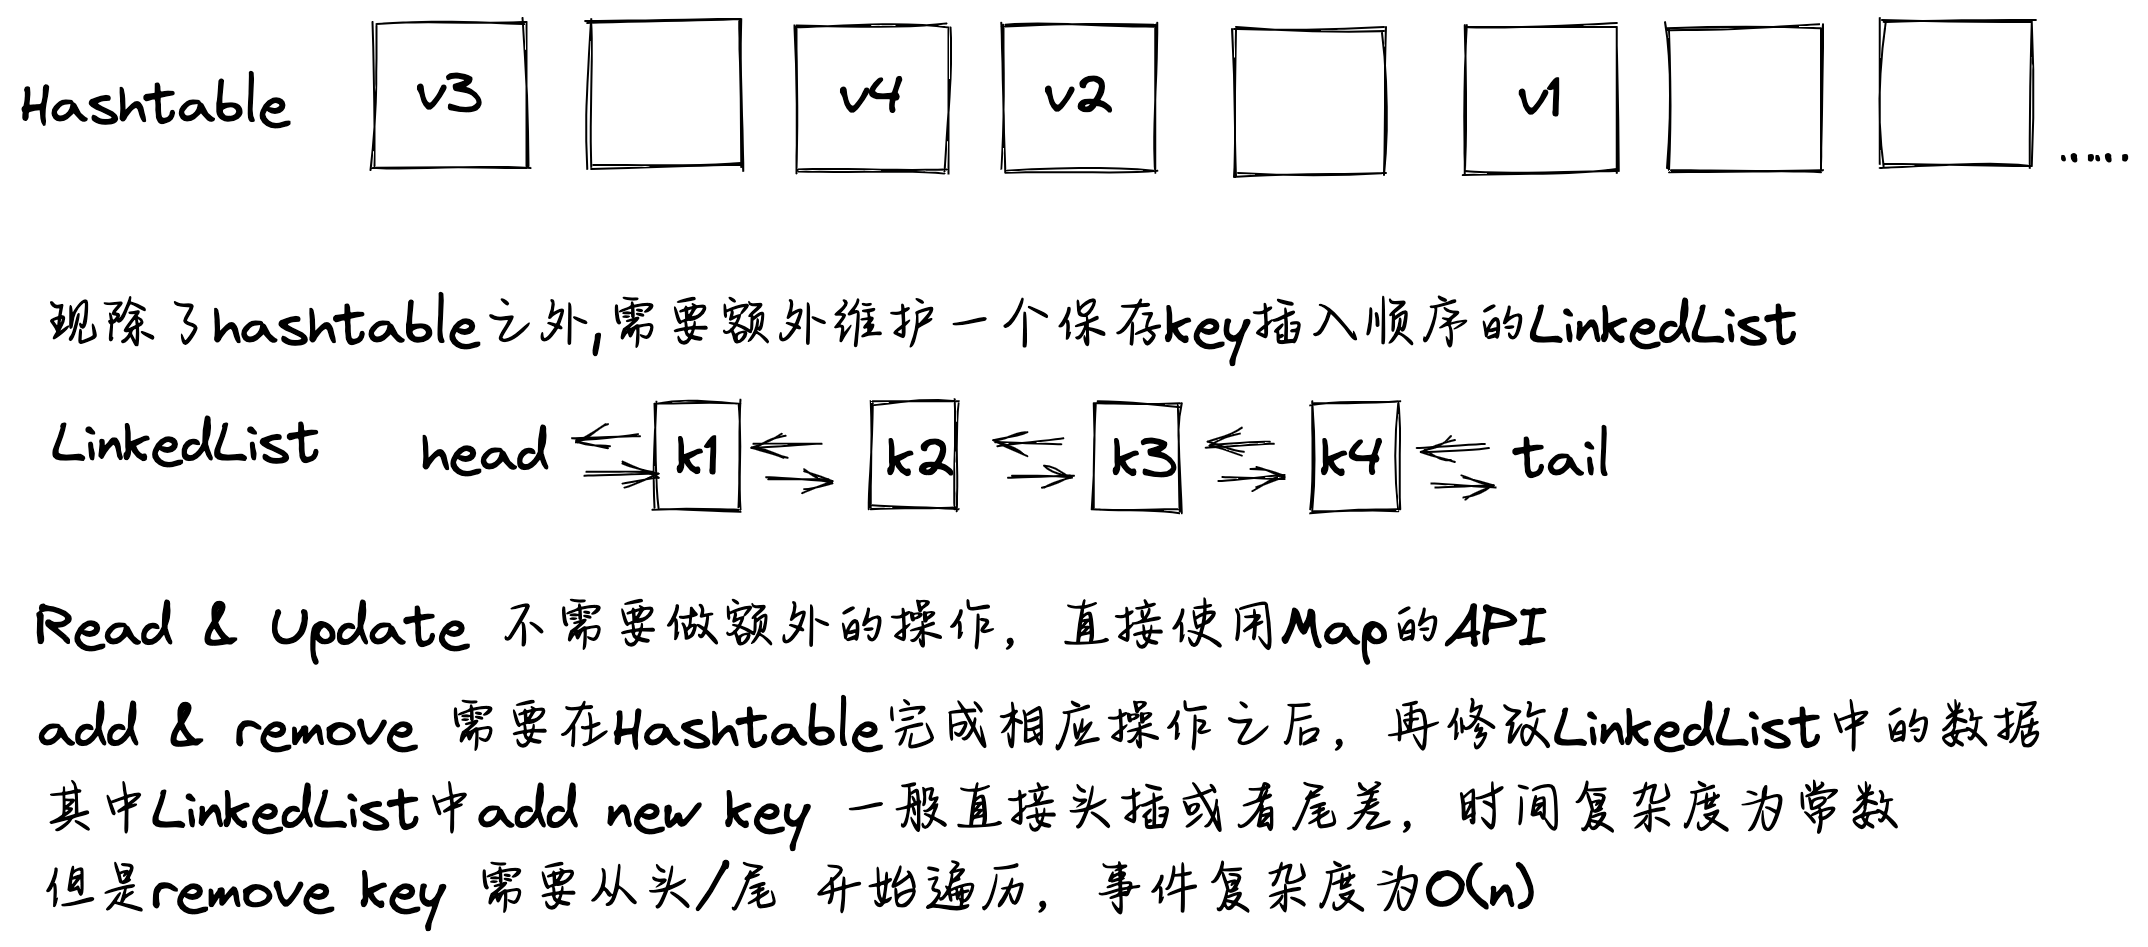 Hashtable v3 v4 v2 v1 ......
现除了hashtable之外,需要额外维护一个保存key插入顺序的LinkedList
LinkedList head k1 k2 k3 k4 tail
Read & Update 不需要做额外的操作, 直接使用Map的API
add & remove 需要在Hashtable完成相应操作之后, 再修改LinkedList中的数据
其中LinkedList中add new key 一般直接头插或者尾差, 时间复杂度为常数
但是remove key 需要从头/尾 开始遍历, 事件复杂度为O(n)